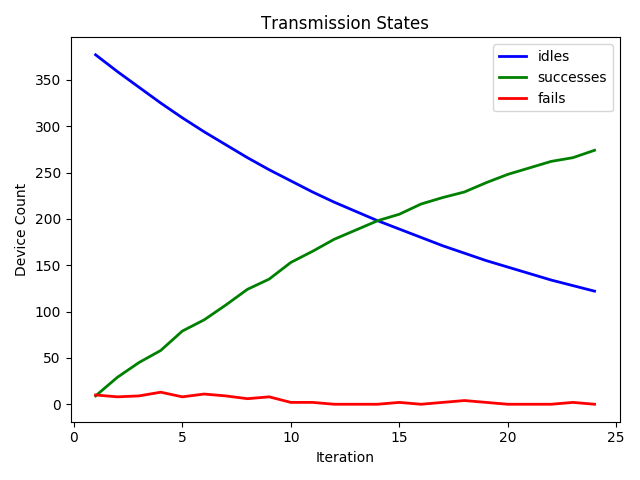 Transmission States
idles
successes
fails
Device Count
350
300
250
200
150
100
50
0
0 5 10 15 20 25
Iteration